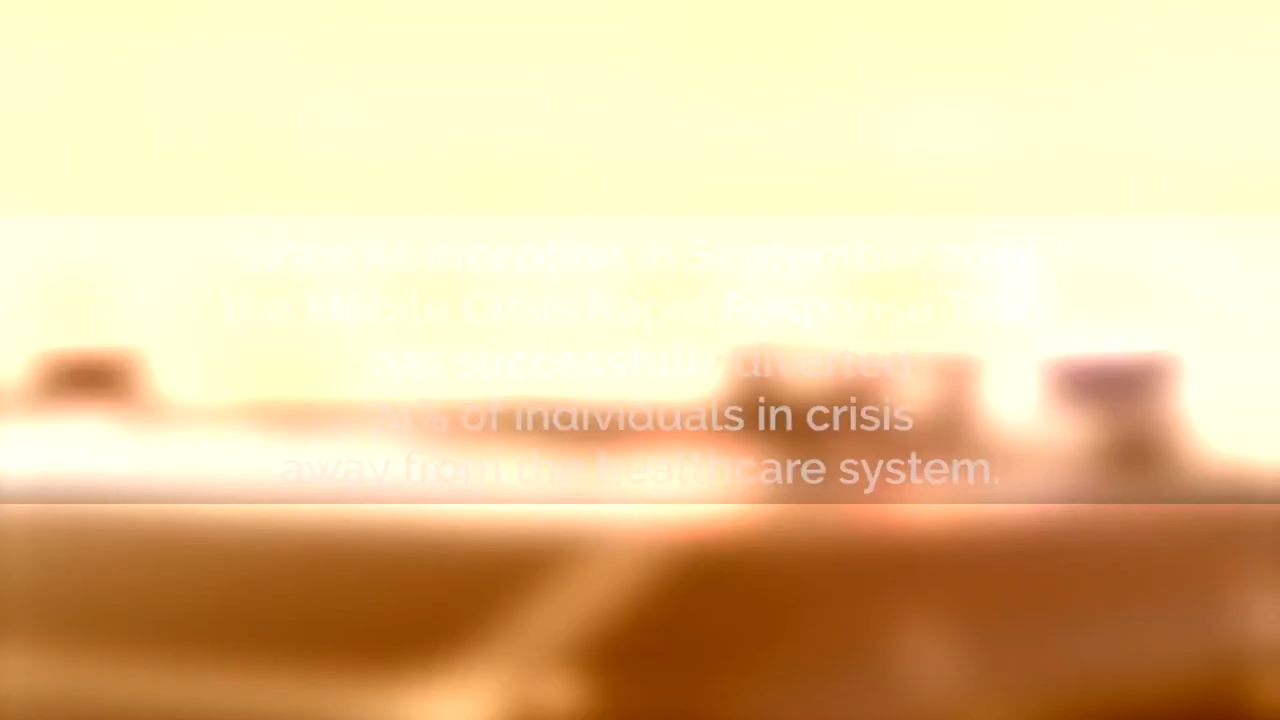 Since its inception in September
the Mobile Crisis Rapid Response Team
has successfully diverted
of individuals in crisis
away from the healthcare system.